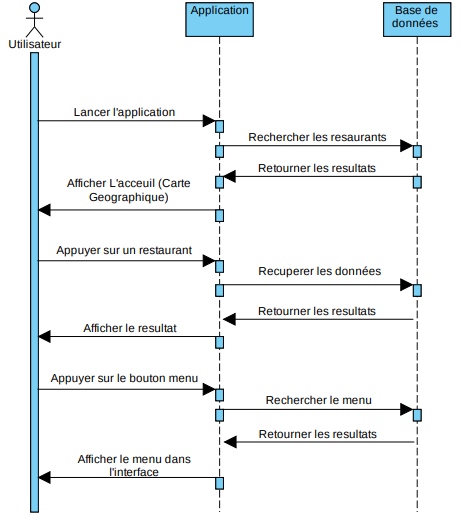 Application
Base de
données
Utilisateur
Lancer l'application
Rechercher les resaurants
Retourner les resultats
Afficher L'acceuil (Carte
Geographique)
Appuyer sur un restaurant
Recuperer les données
Retourner les resultats
Afficher le resultat
Appuyer sur le bouton menu
Rechercher le menu
Retourner les resultats
Afficher le menu dans
l'interface